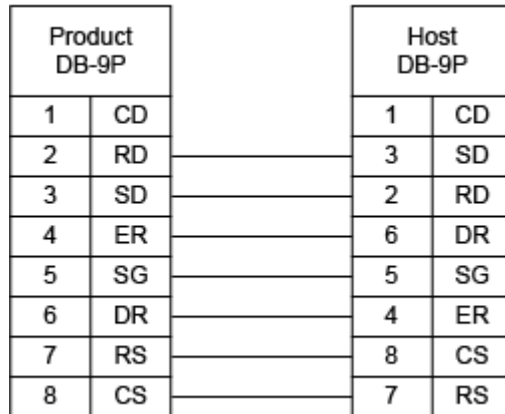 Product Host
DB-9P DB-9P
1 CD 1 CD
2 RD 3 SD
3 SD 2 RD
4 ER 6 DR
5 SG 5 SG
6 DR 4 ER
7 RS 8 CS
8 CS 7 RS